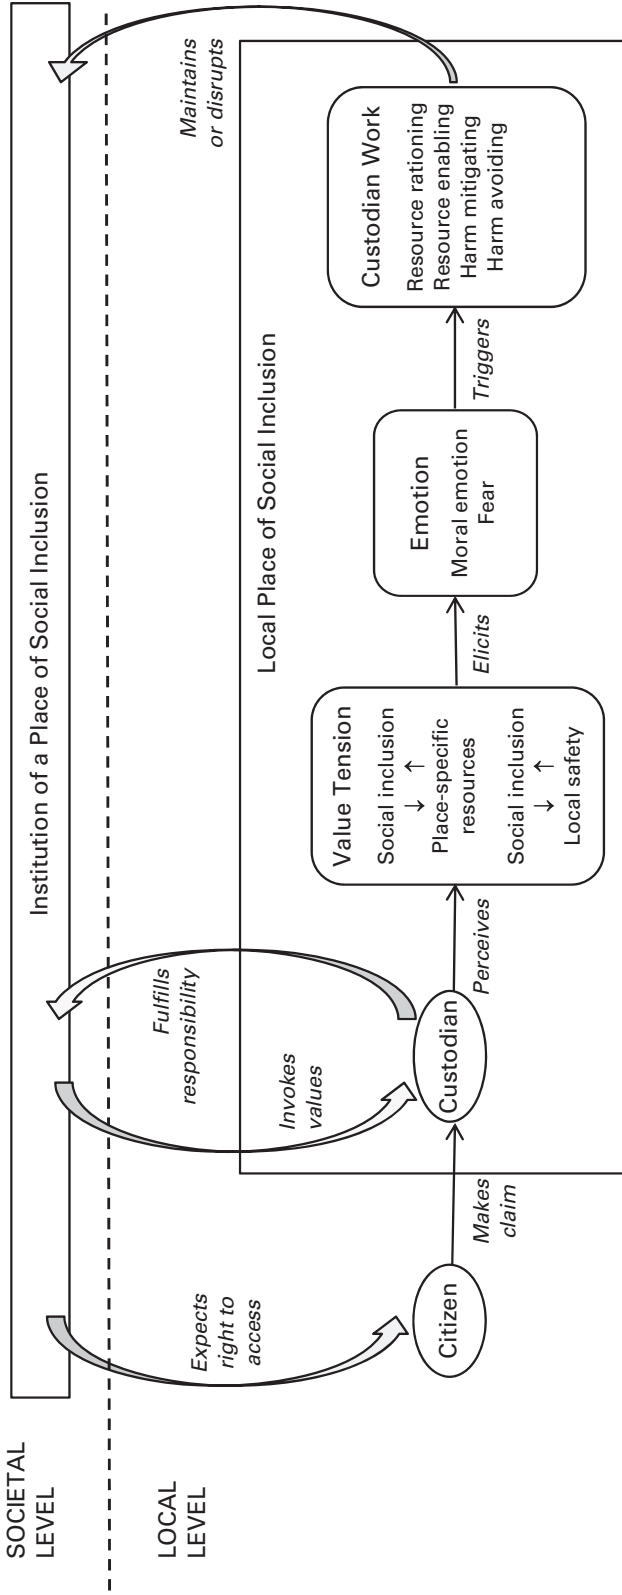 SOCIETAL
LEVEL
Institution of a Place of Social Inclusion
LOCAL
LEVEL
Expects
right to
access
Fulfills
responsibility
Invokes
values
Maintains
or disrupts
Local Place of Social Inclusion
Citizen
Makes
claim
Custodian
Perceives
Value Tension
Social inclusion
↓ ↑
Place-specific
resources
Social inclusion
↓ ↑
Local safety
Elicits
Emotion
Moral emotion
Fear
Triggers
Custodian Work
Resource rationing
Resource enabling
Harm mitigating
Harm avoiding